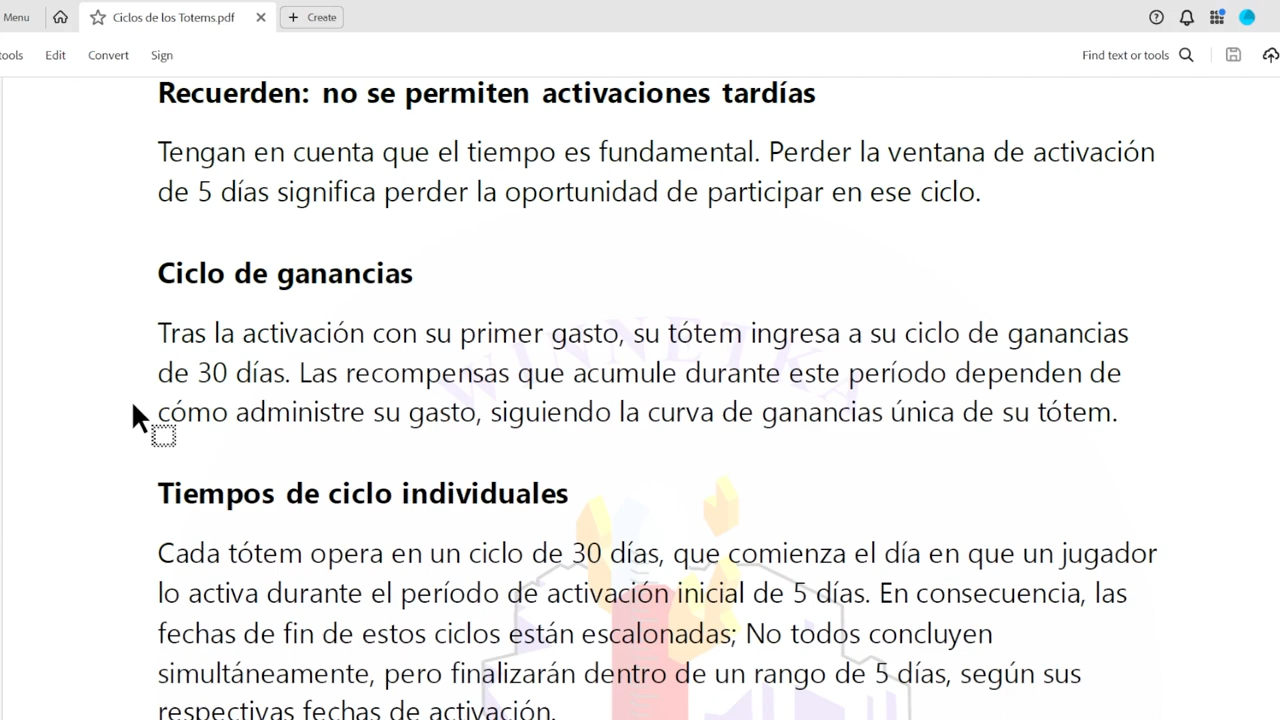 Menu
Ciclos de los Totems.pdf
Create
ools Edit Convert Sign
Find text or tools
Recuerden: no se permiten activaciones tardías
Tengan en cuenta que el tiempo es fundamental. Perder la ventana de activación
de 5 días significa perder la oportunidad de participar en ese ciclo.
Ciclo de ganancias
Tras la activación con su primer gasto, su tótem ingresa a su ciclo de ganancias
de 30 días. Las recompensas que acumule durante este período dependen de
cómo administre su gasto, siguiendo la curva de ganancias única de su tótem.
WINNETKA
Tiempos de ciclo individuales
Cada tótem opera en un ciclo de 30 días, que comienza el día en que un jugador
lo activa durante el período de activación inicial de 5 días. En consecuencia, las
fechas de fin de estos ciclos están escalonadas; No todos concluyen
simultáneamente, pero finalizarán dentro de un rango de 5 días, según sus
respectivas fechas de activación.